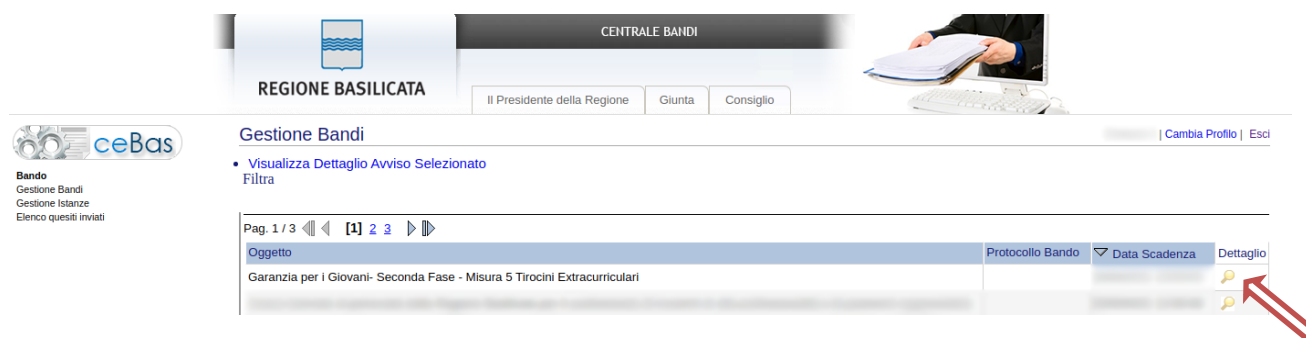 CENTRALE BANDI
REGIONE BASILICATA
Il Presidente della Regione Giunta Consiglio
ceBas
Gestione Bandi
| Cambia Profilo | Esci
Bando
Gestione Bandi
Gestione Istanze
Elenco quesiti inviati
Visualizza Dettaglio Avviso Selezionato
Filtra
Pag. 1 / 3 [1] 2 3
Oggetto Protocollo Bando Data Scadenza Dettaglio
Garanzia per i Giovani- Seconda Fase - Misura 5 Tirocini Extracurriculari